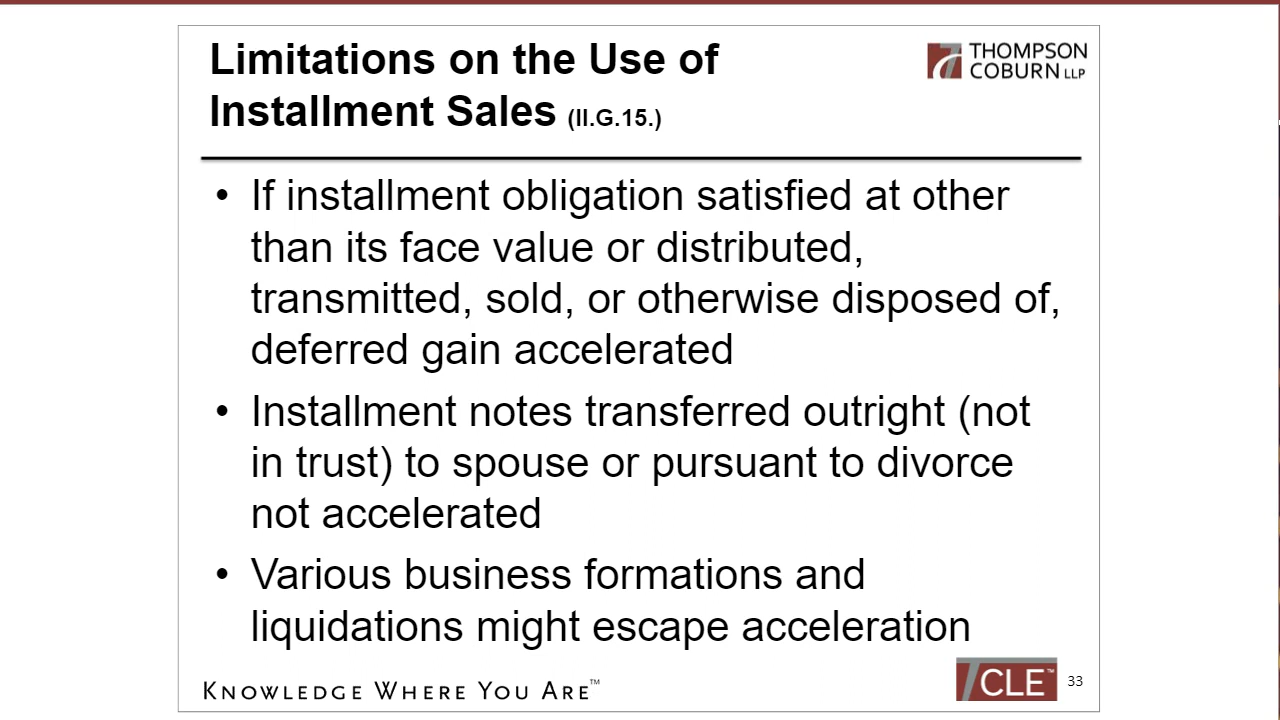 Limitations on the Use of
Installment Sales (II.G.15.)
THOMPSON
COBURN LLP
• If installment obligation satisfied at other
than its face value or distributed,
transmitted, sold, or otherwise disposed of,
deferred gain accelerated
• Installment notes transferred outright (not
in trust) to spouse or pursuant to divorce
not accelerated
• Various business formations and
liquidations might escape acceleration
KNOWLEDGE WHERE YOU ARE™
CLE™
33